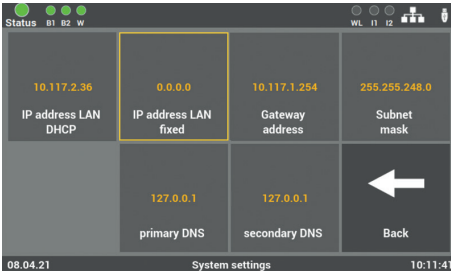 Status B1 B2 W WL I1 I2
10.117.2.36 0.0.0.0 10.117.1.254 255.255.248.0
IP address LAN IP address LAN Gateway Subnet
DHCP fixed address mask
127.0.0.1 127.0.0.1
primary DNS secondary DNS Back
08.04.21 System settings 10:11:41